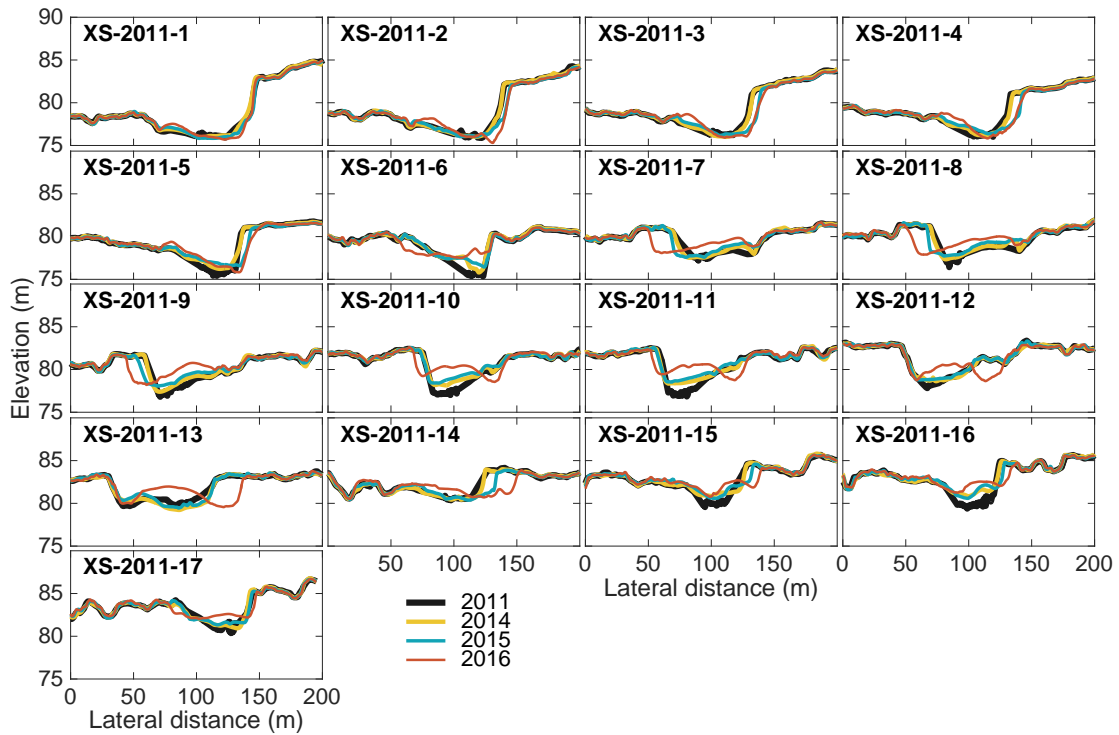 90
XS-2011-1 XS-2011-2 XS-2011-3 XS-2011-4
85
80
75
XS-2011-5 XS-2011-6 XS-2011-7 XS-2011-8
85
80
75
XS-2011-9 XS-2011-10 XS-2011-11 XS-2011-12
85
80
75
Elevation (m)
XS-2011-13 XS-2011-14 XS-2011-15 XS-2011-16
85
80
75
50 100 150 0 50 100 150 0 50 100 150 200
Lateral distance (m)
XS-2011-17
85
80
75
0 50 100 150 200
Lateral distance (m)
2011
2014
2015
2016